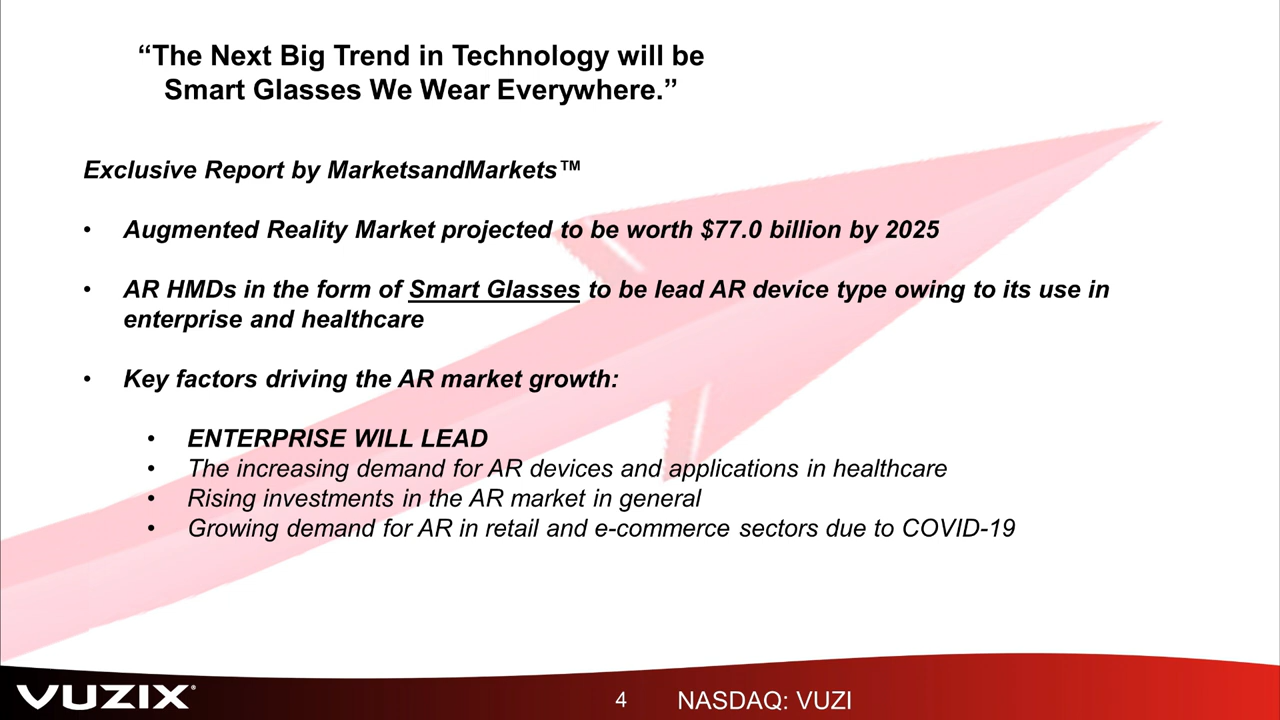 “The Next Big Trend in Technology will be
Smart Glasses We Wear Everywhere.”
Exclusive Report by MarketsandMarkets™
• Augmented Reality Market projected to be worth $77.0 billion by 2025
• AR HMDs in the form of Smart Glasses to be lead AR device type owing to its use in
enterprise and healthcare
• Key factors driving the AR market growth:
• ENTERPRISE WILL LEAD
• The increasing demand for AR devices and applications in healthcare
• Rising investments in the AR market in general
• Growing demand for AR in retail and e-commerce sectors due to COVID-19
VUZIX®
4
NASDAQ: VUZI